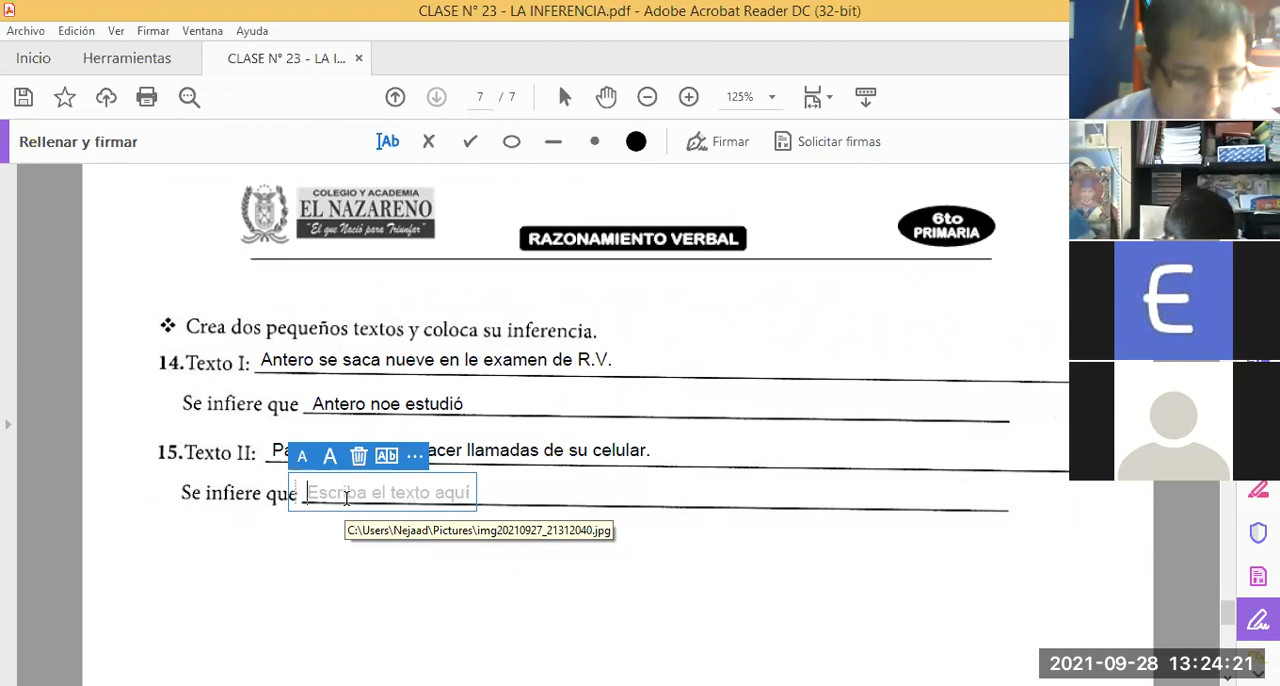 CLASE N° 23 - LA INFERENCIA.pdf - Adobe Acrobat Reader DC (32-bit)
Archivo Edición Ver Firmar Ventana Ayuda
Inicio Herramientas CLASE N° 23 - LA I... ×
7 / 7 125%
Rellenar y firmar Ab Firmar Solicitar firmas
COLEGIO Y ACADEMIA
EL NAZARENO
"El que Nació para Triunfar"
RAZONAMIENTO VERBAL
6to
PRIMARIA
Crea dos pequeños textos y coloca su inferencia.
14. Texto I: Antero se saca nueve en le examen de R.V.
Se infiere que Antero noe estudió
A A Ab ...
15. Texto II: acer llamadas de su celular.
Se infiere que Escriba el texto aquí
C:\Users\Nejaad\Pictures\img20210927_21312040.jpg
2021-09-28 13:24:21